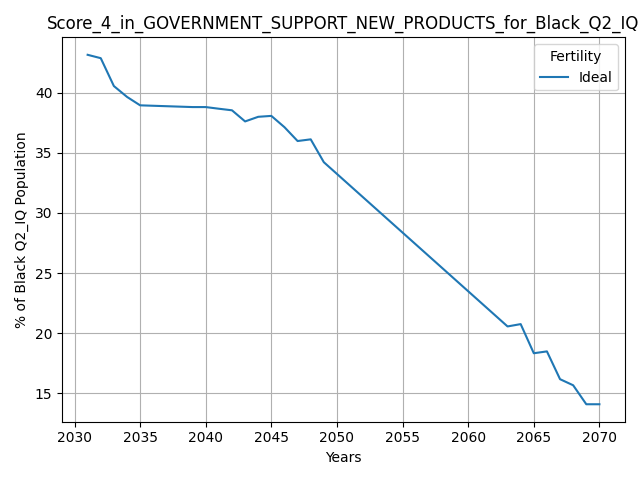 Score_4_in_GOVERNMENT_SUPPORT_NEW_PRODUCTS_for_Black_Q2_IQ
Fertility
Ideal
% of Black Q2_IQ Population
40
35
30
25
20
15
2030 2035 2040 2045 2050 2055 2060 2065 2070
Years